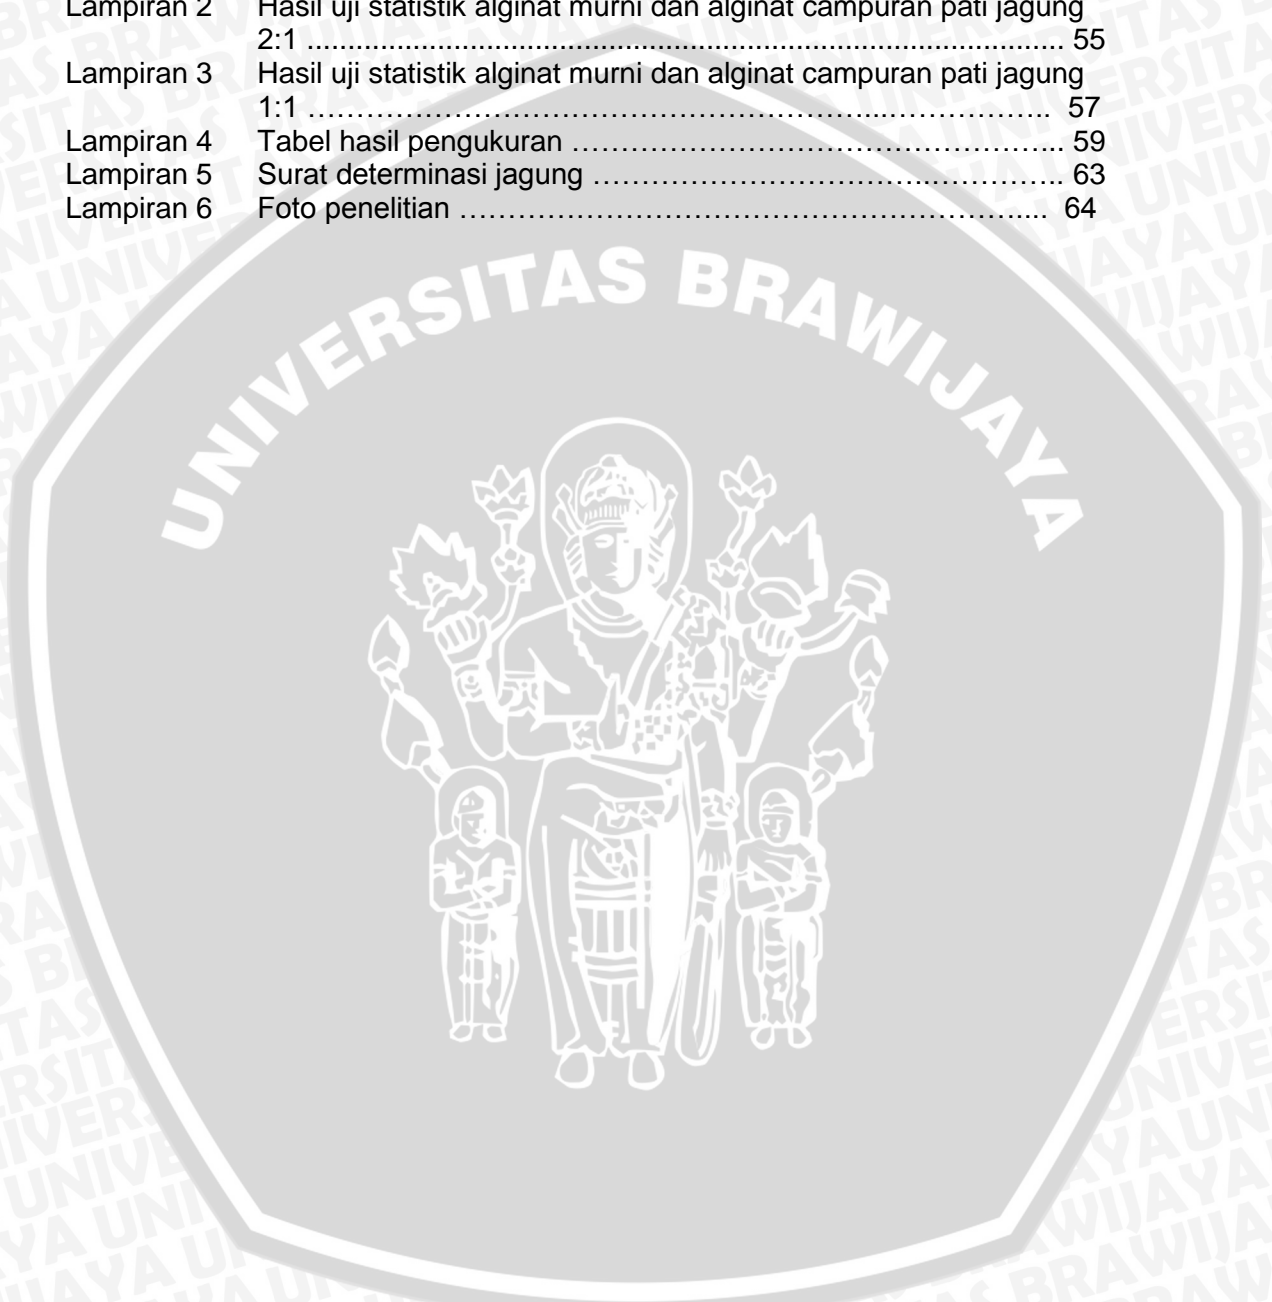 Lampiran 2 Hasil uji statistik alginat murni dan alginat campuran pati jagung
2:1 .................................................................................. 55
Lampiran 3 Hasil uji statistik alginat murni dan alginat campuran pati jagung
1:1 ………………………………………………....…………….. 57
Lampiran 4 Tabel hasil pengukuran …………………………………………... 59
Lampiran 5 Surat determinasi jagung ……………………………..………….. 63
Lampiran 6 Foto penelitian …………………………………………………..... 64
UNIVERSITAS BRAWIJAYA